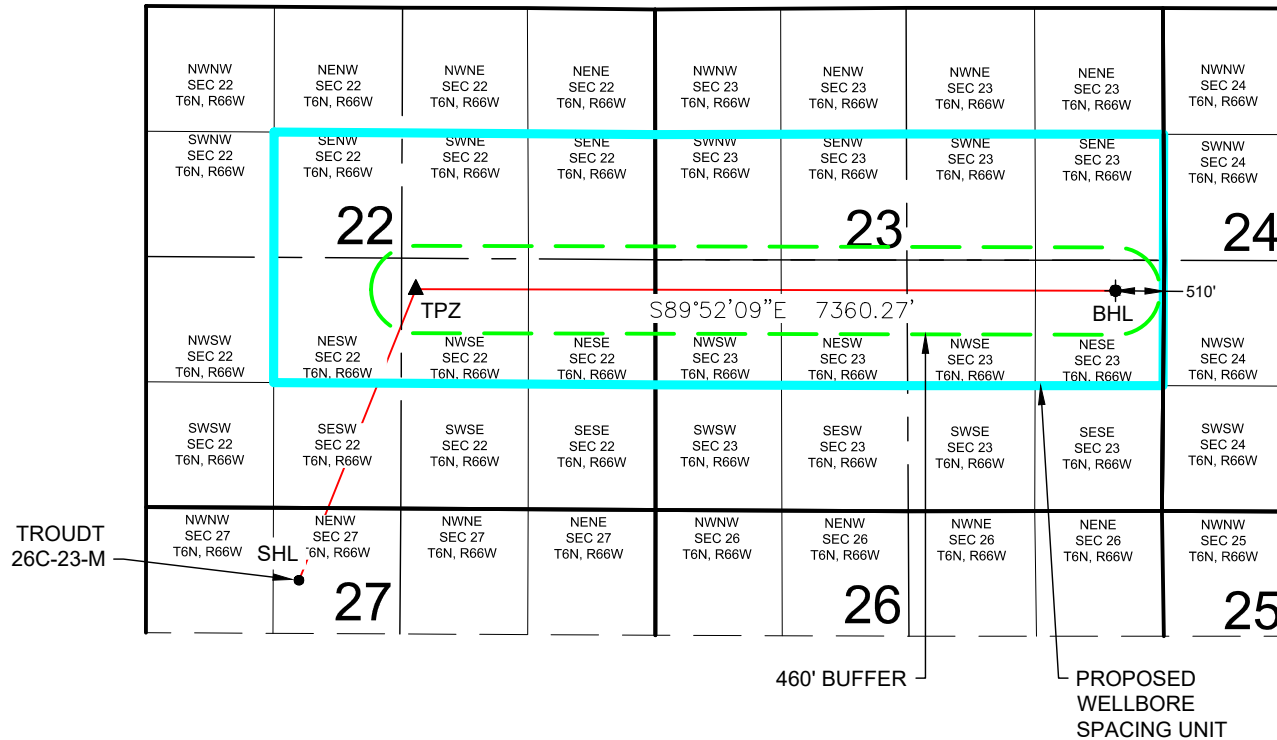 NWNW
SEC 22
T6N, R66W
NENW
SEC 22
T6N, R66W
NWNE
SEC 22
T6N, R66W
NENE
SEC 22
T6N, R66W
NWNW
SEC 23
T6N, R66W
NENW
SEC 23
T6N, R66W
NWNE
SEC 23
T6N, R66W
NENE
SEC 23
T6N, R66W
NWNW
SEC 24
T6N, R66W
SWNW
SEC 22
T6N, R66W
SENW
SEC 22
T6N, R66W
SWNE
SEC 22
T6N, R66W
SENE
SEC 22
T6N, R66W
SWNW
SEC 23
T6N, R66W
SENW
SEC 23
T6N, R66W
SWNE
SEC 23
T6N, R66W
SENE
SEC 23
T6N, R66W
SWNW
SEC 24
T6N, R66W
22
23
24
TPZ
S89°52'09"E 7360.27'
BHL
510'
NWSW
SEC 22
T6N, R66W
NESW
SEC 22
T6N, R66W
NWSE
SEC 22
T6N, R66W
NESE
SEC 22
T6N, R66W
NWSW
SEC 23
T6N, R66W
NESW
SEC 23
T6N, R66W
NWSE
SEC 23
T6N, R66W
NESE
SEC 23
T6N, R66W
NWSW
SEC 24
T6N, R66W
SWSW
SEC 22
T6N, R66W
SESW
SEC 22
T6N, R66W
SWSE
SEC 22
T6N, R66W
SESE
SEC 22
T6N, R66W
SWSW
SEC 23
T6N, R66W
SESW
SEC 23
T6N, R66W
SWSE
SEC 23
T6N, R66W
SESE
SEC 23
T6N, R66W
SWSW
SEC 24
T6N, R66W
TROUDT
26C-23-M
NWNW
SEC 27
T6N, R66W
SHL
NENW
SEC 27
T6N, R66W
NWNE
SEC 27
T6N, R66W
NENE
SEC 27
T6N, R66W
NWNW
SEC 26
T6N, R66W
NENW
SEC 26
T6N, R66W
NWNE
SEC 26
T6N, R66W
NENE
SEC 26
T6N, R66W
NWNW
SEC 25
T6N, R66W
27
26
25
460' BUFFER
PROPOSED
WELLBORE
SPACING UNIT